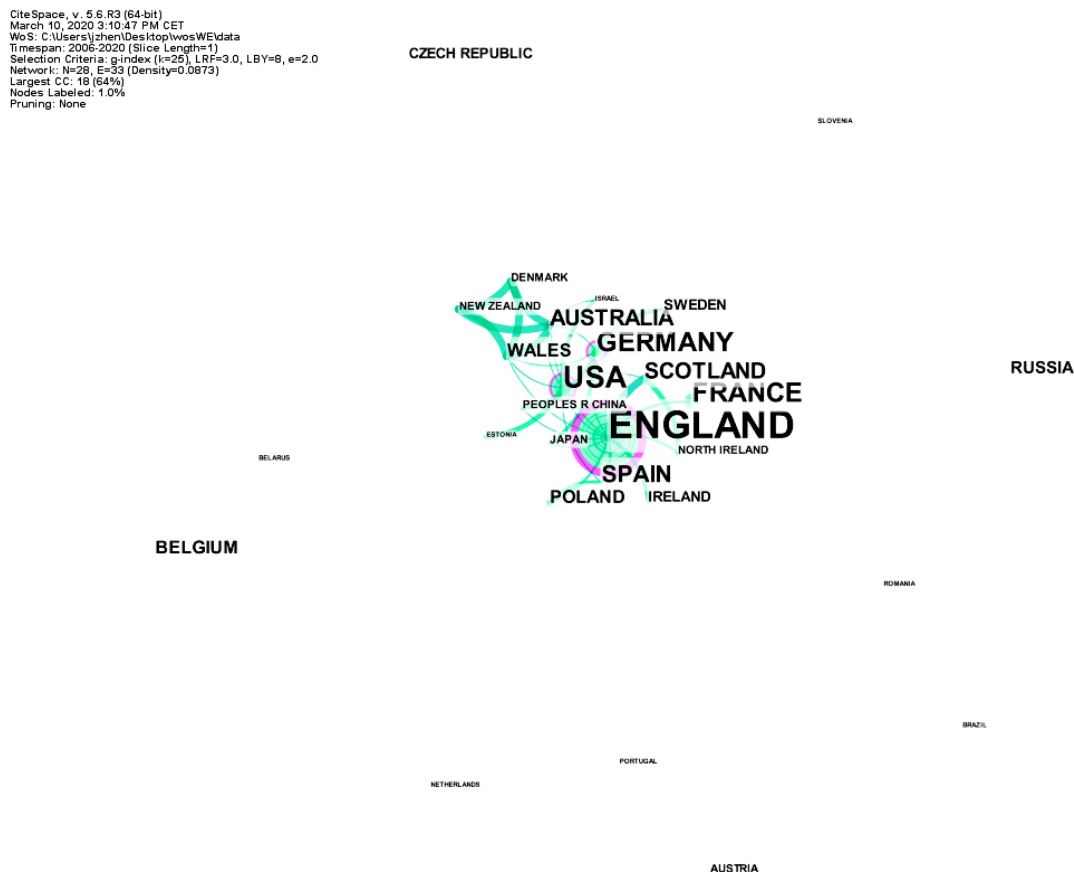 CiteSpace, v. 5.6.R3 (64-bit)
March 10, 2020 3:10:47 PM CET
WoS: C:\Users\jzhen\Desktop\wosWE\data
Timespan: 2006-2020 (Slice Length=1)
Selection Criteria: g-index (k=25), LRF=3.0, LBY=8, e=2.0
Network: N=28, E=33 (Density=0.0873)
Largest CC: 18 (64%)
Nodes Labeled: 1.0%
Pruning: None
CZECH REPUBLIC
SLOVENIA
DENMARK
ISRAEL
NEW ZEALAND
SWEDEN
AUSTRALIA
GERMANY
WALES
RUSSIA
SCOTLAND
USA
FRANCE
PEOPLES R CHINA
ENGLAND
ESTONIA
JAPAN
NORTH IRELAND
BELARUS
SPAIN
POLAND
IRELAND
BELGIUM
ROMANIA
BRAZIL
PORTUGAL
NETHERLANDS
AUSTRIA